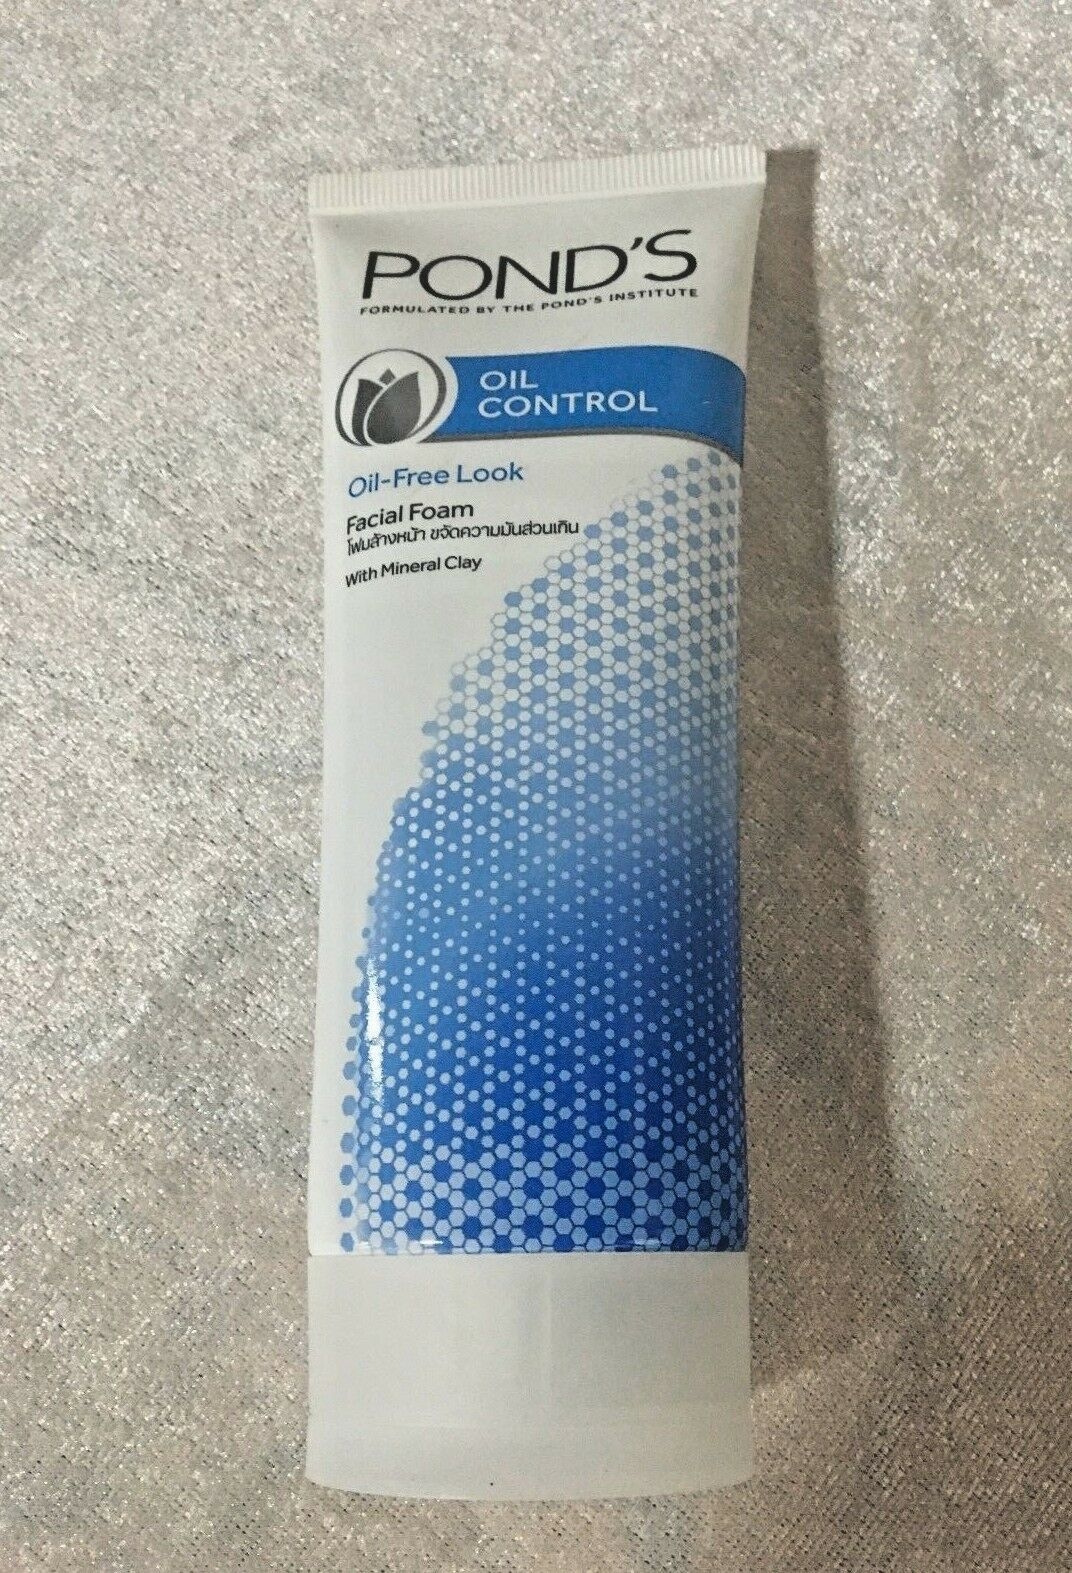 POND'S
FORMULATED BY THE POND'S INSTITUTE
OIL
CONTROL
Oil-Free Look
Facial Foam
โฟมล้างหน้า ขจัดความมันส่วนเกิน
With Mineral Clay